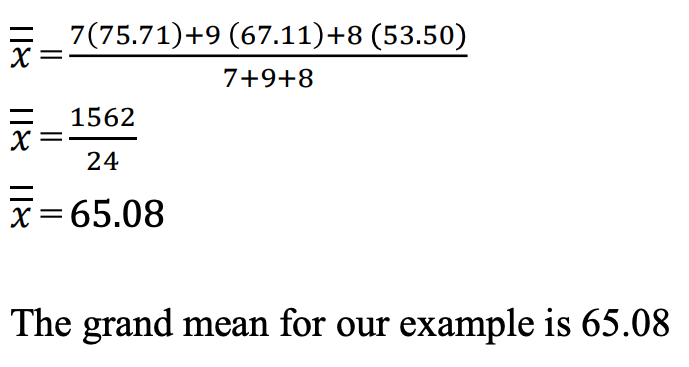 x̿ = 7(75.71)+9 (67.11)+8 (53.50)
7+9+8
x̿ = 1562
24
x̿ = 65.08
The grand mean for our example is 65.08